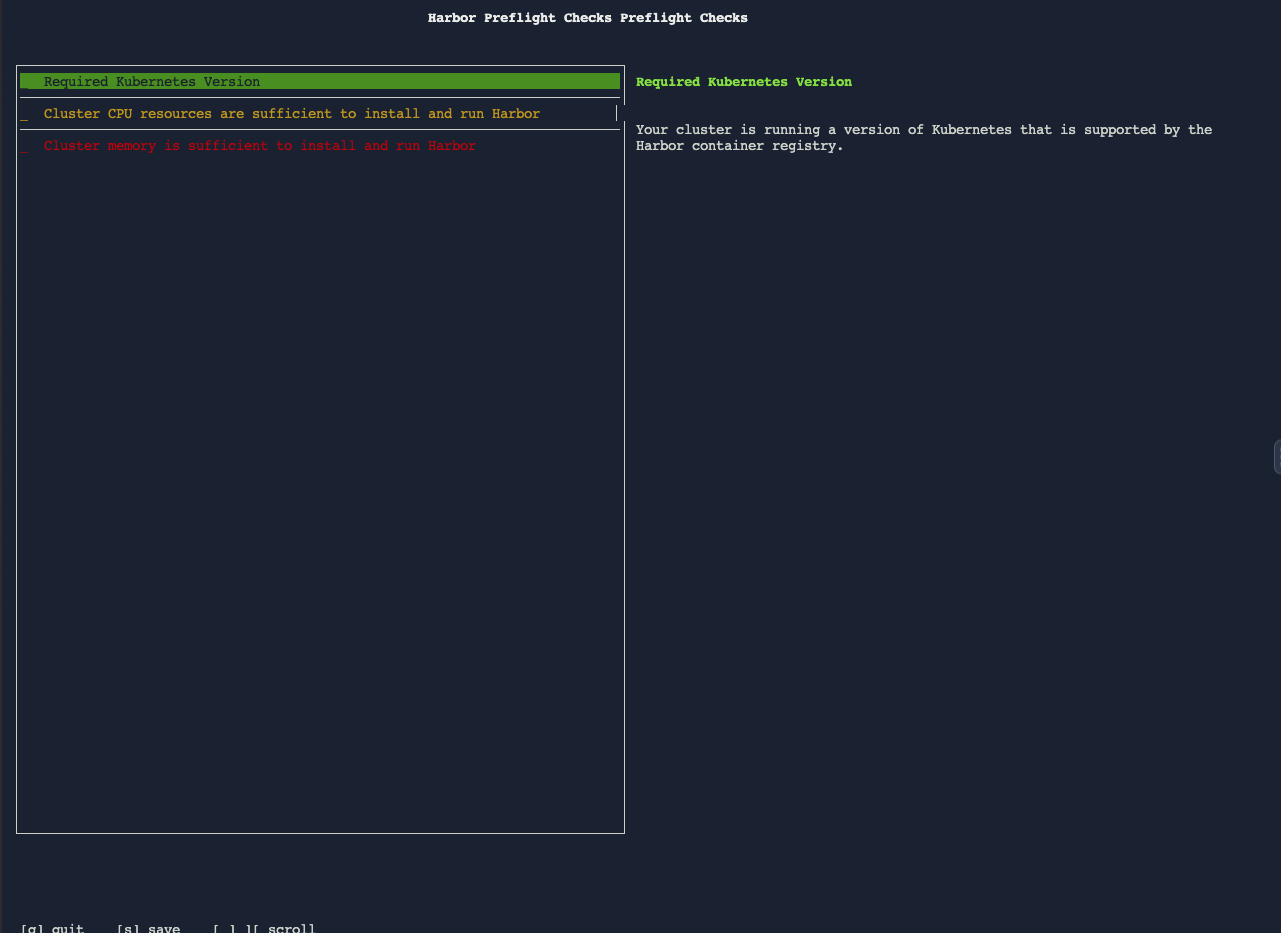 Harbor Preflight Checks Preflight Checks
Required Kubernetes Version
_ Cluster CPU resources are sufficient to install and run Harbor
_ Cluster memory is sufficient to install and run Harbor
Required Kubernetes Version
Your cluster is running a version of Kubernetes that is supported by the
Harbor container registry.
[q] quit [s] save [ ] ][ scroll